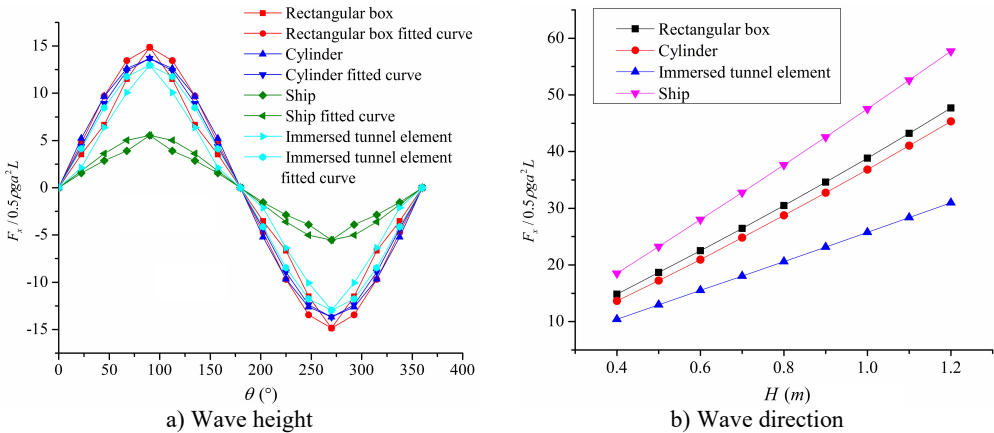 Rectangular box
Rectangular box fitted curve
Cylinder
Cylinder fitted curve
Ship
Ship fitted curve
Immersed tunnel element
Immersed tunnel element
fitted curve
15
10
5
0
-5
-10
-15
Fₓ/0.5ρga²L
0 50 100 150 200 250 300 350 400
θ (°)
a) Wave height
Rectangular box
Cylinder
Immersed tunnel element
Ship
60
50
40
30
20
10
Fₓ/0.5ρga²L
0.4 0.6 0.8 1.0 1.2
H (m)
b) Wave direction